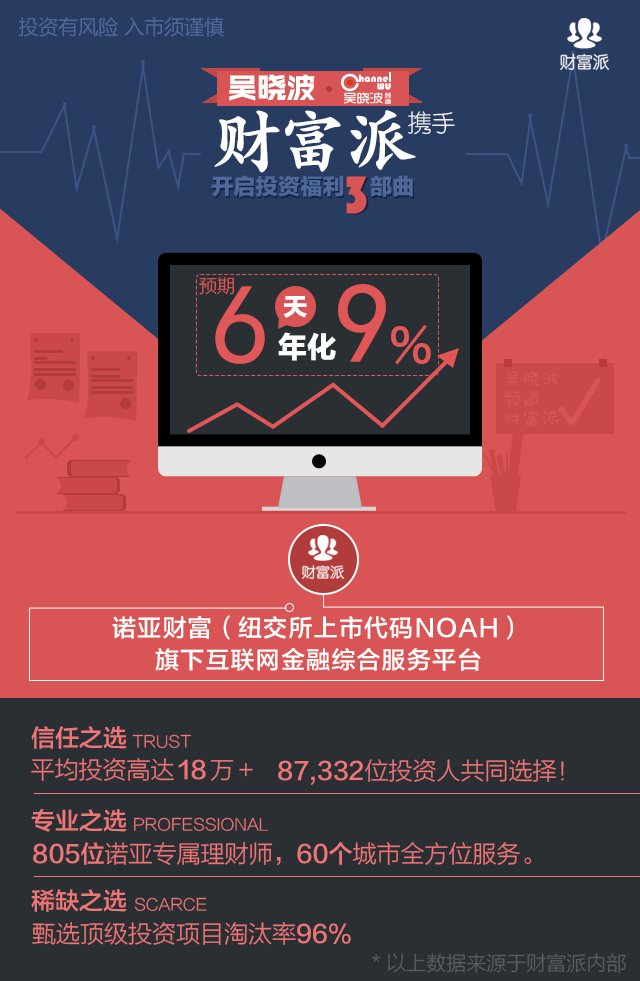 投资有风险 入市须谨慎
财富派
吴晓波 · Channel WU
吴晓波频道
财富派携手
开启投资福利3部曲
预期
6天年化9%
吴晓波
频道
财富派
财富派
诺亚财富（纽交所上市代码NOAH）
旗下互联网金融综合服务平台
信任之选 TRUST
平均投资高达18万＋ 87,332位投资人共同选择！
专业之选 PROFESSIONAL
805位诺亚专属理财师，60个城市全方位服务。
稀缺之选 SCARCE
甄选顶级投资项目淘汰率96%
* 以上数据来源于财富派内部